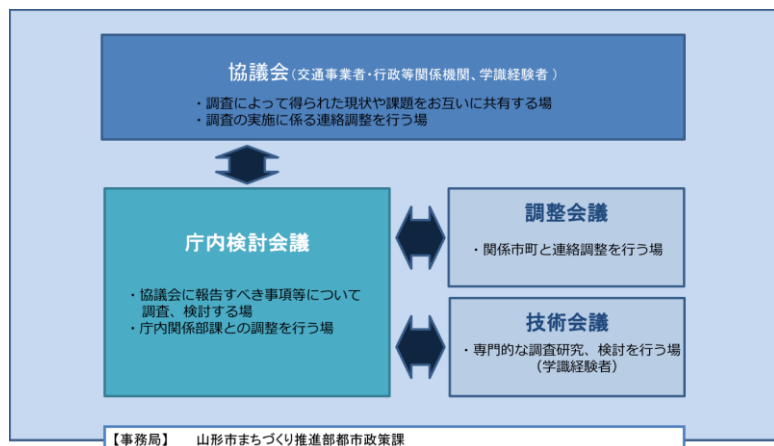 協議会(交通事業者・行政等関係機関、学識経験者)
・調査によって得られた現状や課題をお互いに共有する場
・調査の実施に係る連絡調整を行う場
庁内検討会議
・協議会に報告すべき事項等について
調査、検討する場
・庁内関係部課との調整を行う場
調整会議
・関係市町と連絡調整を行う場
技術会議
・専門的な調査研究、検討を行う場
(学識経験者)
【事務局】 山形市まちづくり推進部都市政策課